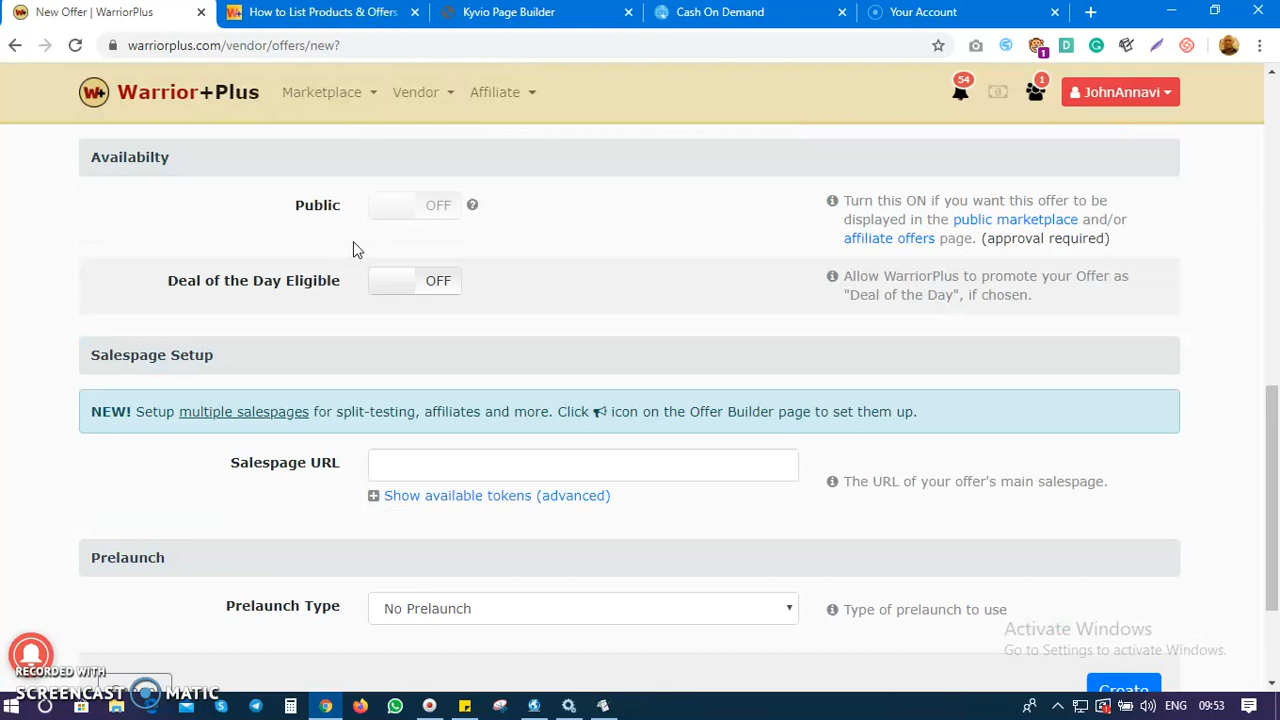 New Offer | WarriorPlus
How to List Products & Offers
Kyvio Page Builder
Cash On Demand
Your Account
warriorplus.com/vendor/offers/new?
1
W+ Warrior+Plus
Marketplace
Vendor
Affiliate
54
1
JohnAnnavi
Availabilty
Public
OFF
Turn this ON if you want this offer to be
displayed in the public marketplace and/or
affiliate offers page. (approval required)
Deal of the Day Eligible
OFF
Allow WarriorPlus to promote your Offer as
"Deal of the Day", if chosen.
Salespage Setup
NEW! Setup multiple salespages for split-testing, affiliates and more. Click icon on the Offer Builder page to set them up.
Salespage URL
The URL of your offer's main salespage.
Show available tokens (advanced)
Prelaunch
Prelaunch Type
No Prelaunch
Type of prelaunch to use
Activate Windows
Go to Settings to activate Windows.
RECORDED WITH
SCREENCAST MATIC
Create
ENG
09:53